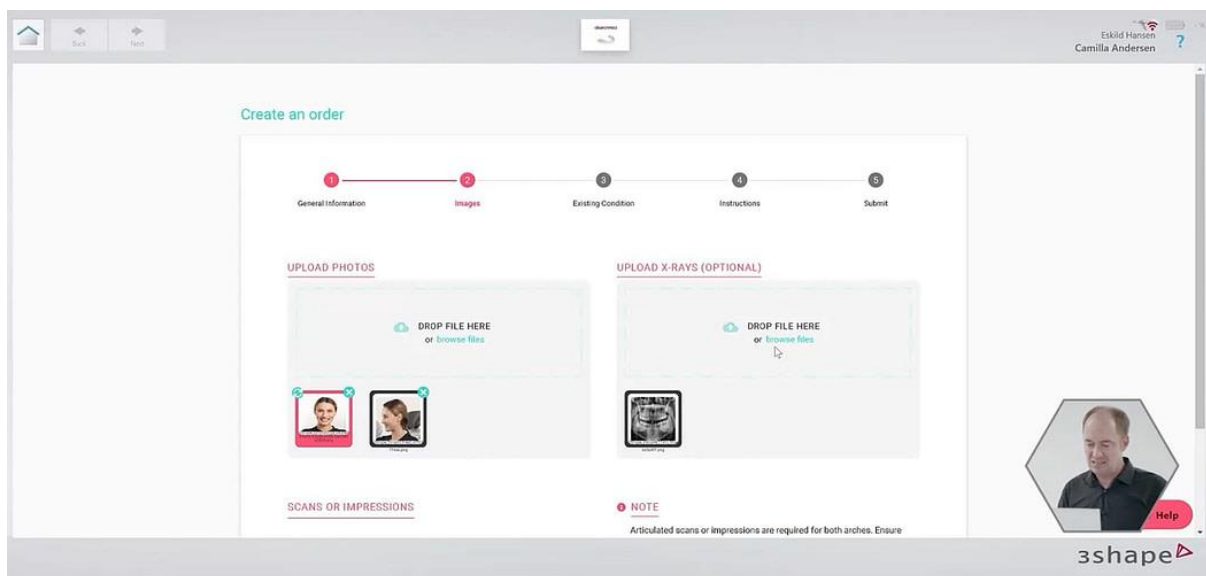 Back
Next
Eskild Hansen
Camilla Andersen
?
Create an order
1
2
3
4
5
General Information
Images
Existing Condition
Instructions
Submit
UPLOAD PHOTOS
UPLOAD X-RAYS (OPTIONAL)
DROP FILE HERE
or browse files
DROP FILE HERE
or browse files
SCANS OR IMPRESSIONS
NOTE
Articulated scans or impressions are required for both arches. Ensure
Help
3shape